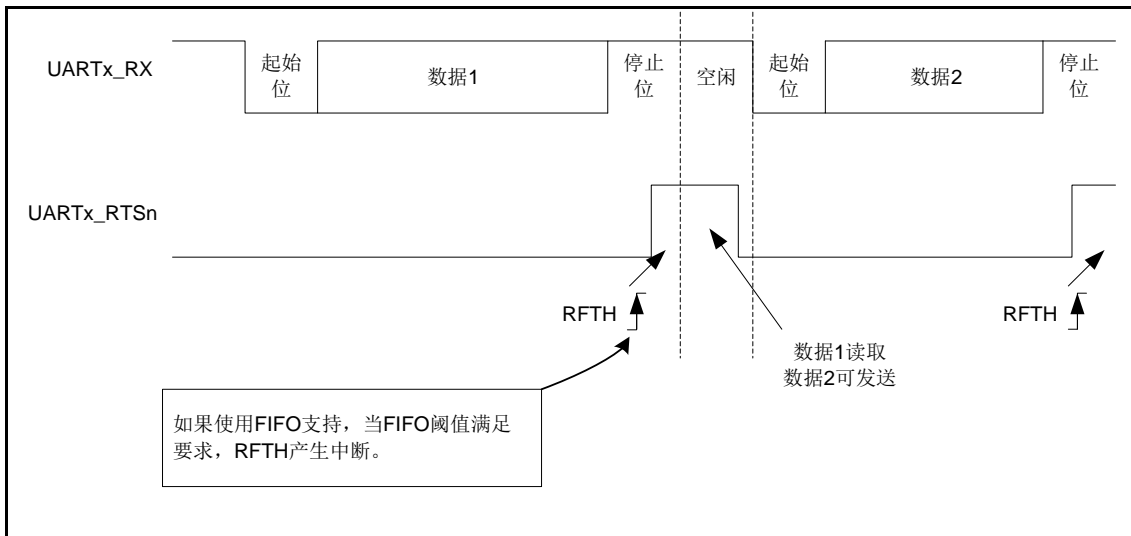 UARTx_RX
起始
位
数据1
停止
位
空闲
起始
位
数据2
停止
位
UARTx_RTSn
RFTH
RFTH
数据1读取
数据2可发送
如果使用FIFO支持，当FIFO阈值满足
要求，RFTH产生中断。